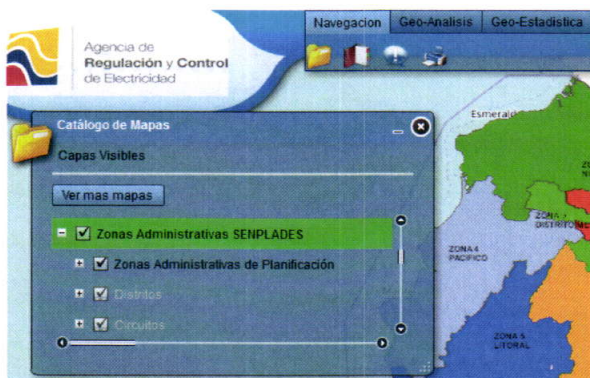 Navegacion Geo-Analisis Geo-Estadistica
Agencia de
Regulación y Control
de Electricidad
Catálogo de Mapas
Capas Visibles
Ver mas mapas
Zonas Administrativas SENPLADES
Zonas Administrativas de Planificación
Distritos
Circuitos
Esmerald
ZONA 4
PACIFICO
ZONA 5
LITORAL